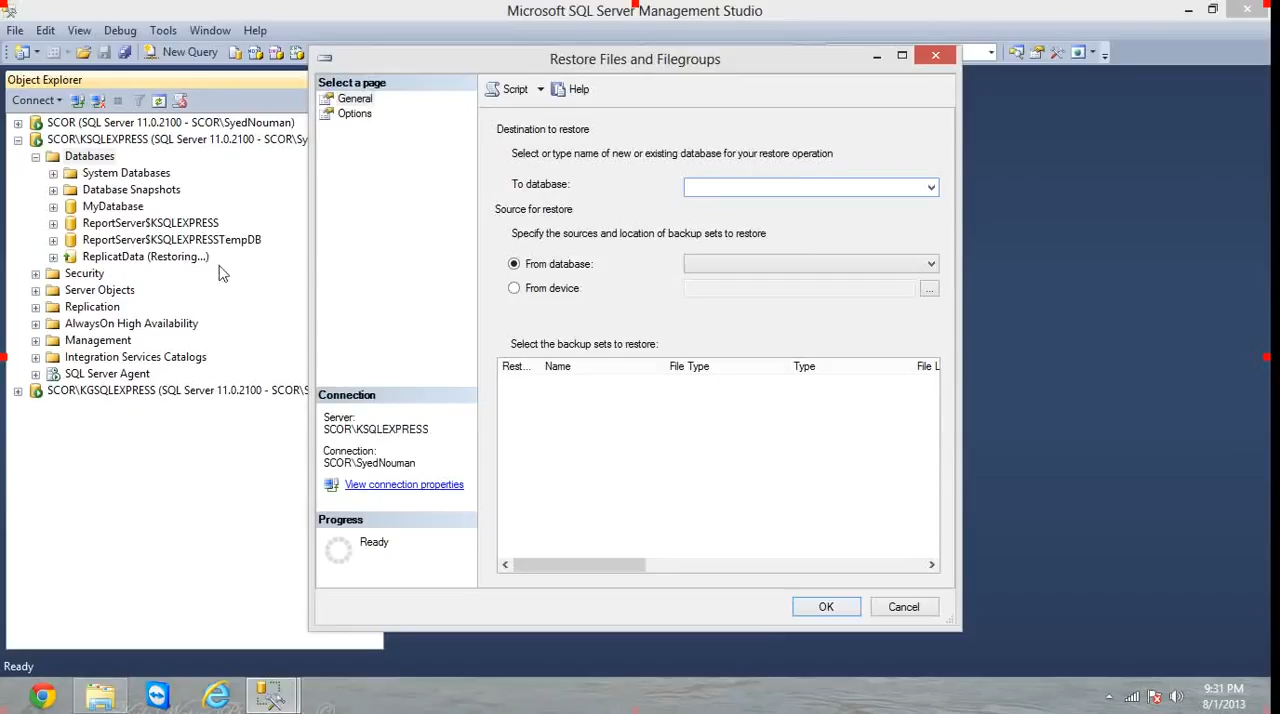 Microsoft SQL Server Management Studio
File Edit View Debug Tools Window Help
New Query
Object Explorer
Connect
SCOR (SQL Server 11.0.2100 - SCOR\SyedNouman)
SCOR\KSQLEXPRESS (SQL Server 11.0.2100 - SCOR\Sy
Databases
System Databases
Database Snapshots
MyDatabase
ReportServer$KSQLEXPRESS
ReportServer$KSQLEXPRESSTempDB
ReplicatData (Restoring...)
Security
Server Objects
Replication
AlwaysOn High Availability
Management
Integration Services Catalogs
SQL Server Agent
SCOR\KGSQLEXPRESS (SQL Server 11.0.2100 - SCOR\S
Restore Files and Filegroups
Select a page
General
Options
Script Help
Destination to restore
Select or type name of new or existing database for your restore operation
To database:
Source for restore
Specify the sources and location of backup sets to restore
From database:
From device:
...
Select the backup sets to restore:
Rest... Name File Type Type File L
Connection
Server:
SCOR\KSQLEXPRESS
Connection:
SCOR\SyedNouman
View connection properties
Progress
Ready
OK Cancel
Ready
9:31 PM
8/1/2013